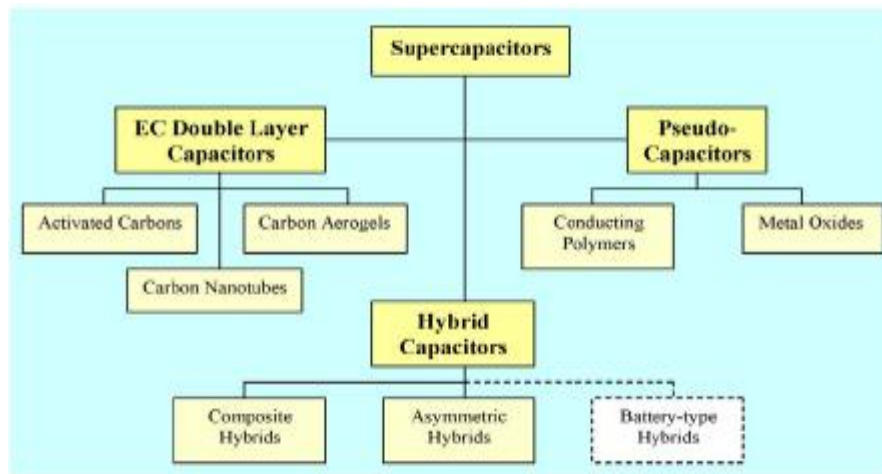 Supercapacitors
EC Double Layer
Capacitors
Pseudo-
Capacitors
Activated Carbons
Carbon Aerogels
Conducting
Polymers
Metal Oxides
Carbon Nanotubes
Hybrid
Capacitors
Composite
Hybrids
Asymmetric
Hybrids
Battery-type
Hybrids